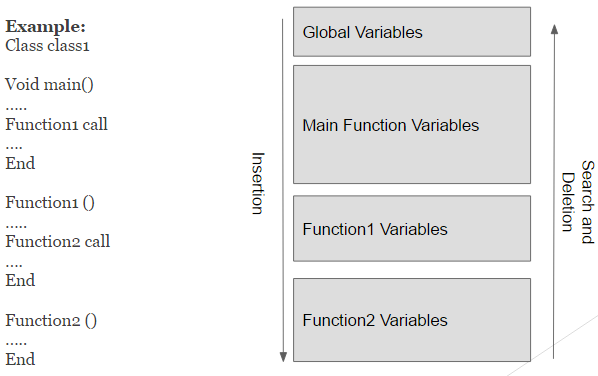 Example:
Class class1
Void main()
.....
Function1 call
....
End
Function1 ()
.....
Function2 call
....
End
Function2 ()
.....
End
Insertion
Global Variables
Main Function Variables
Function1 Variables
Function2 Variables
Search and
Deletion